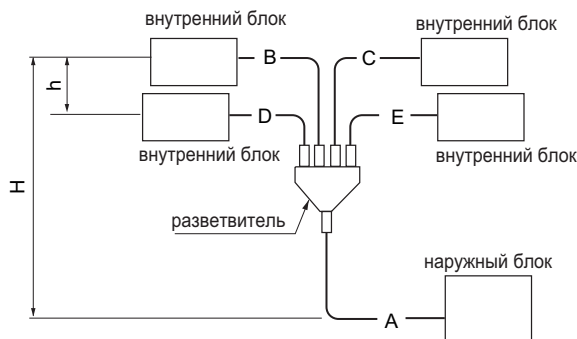 внутренний блок
внутренний блок
B
C
h
D
E
внутренний блок
внутренний блок
H
разветвитель
наружный блок
A